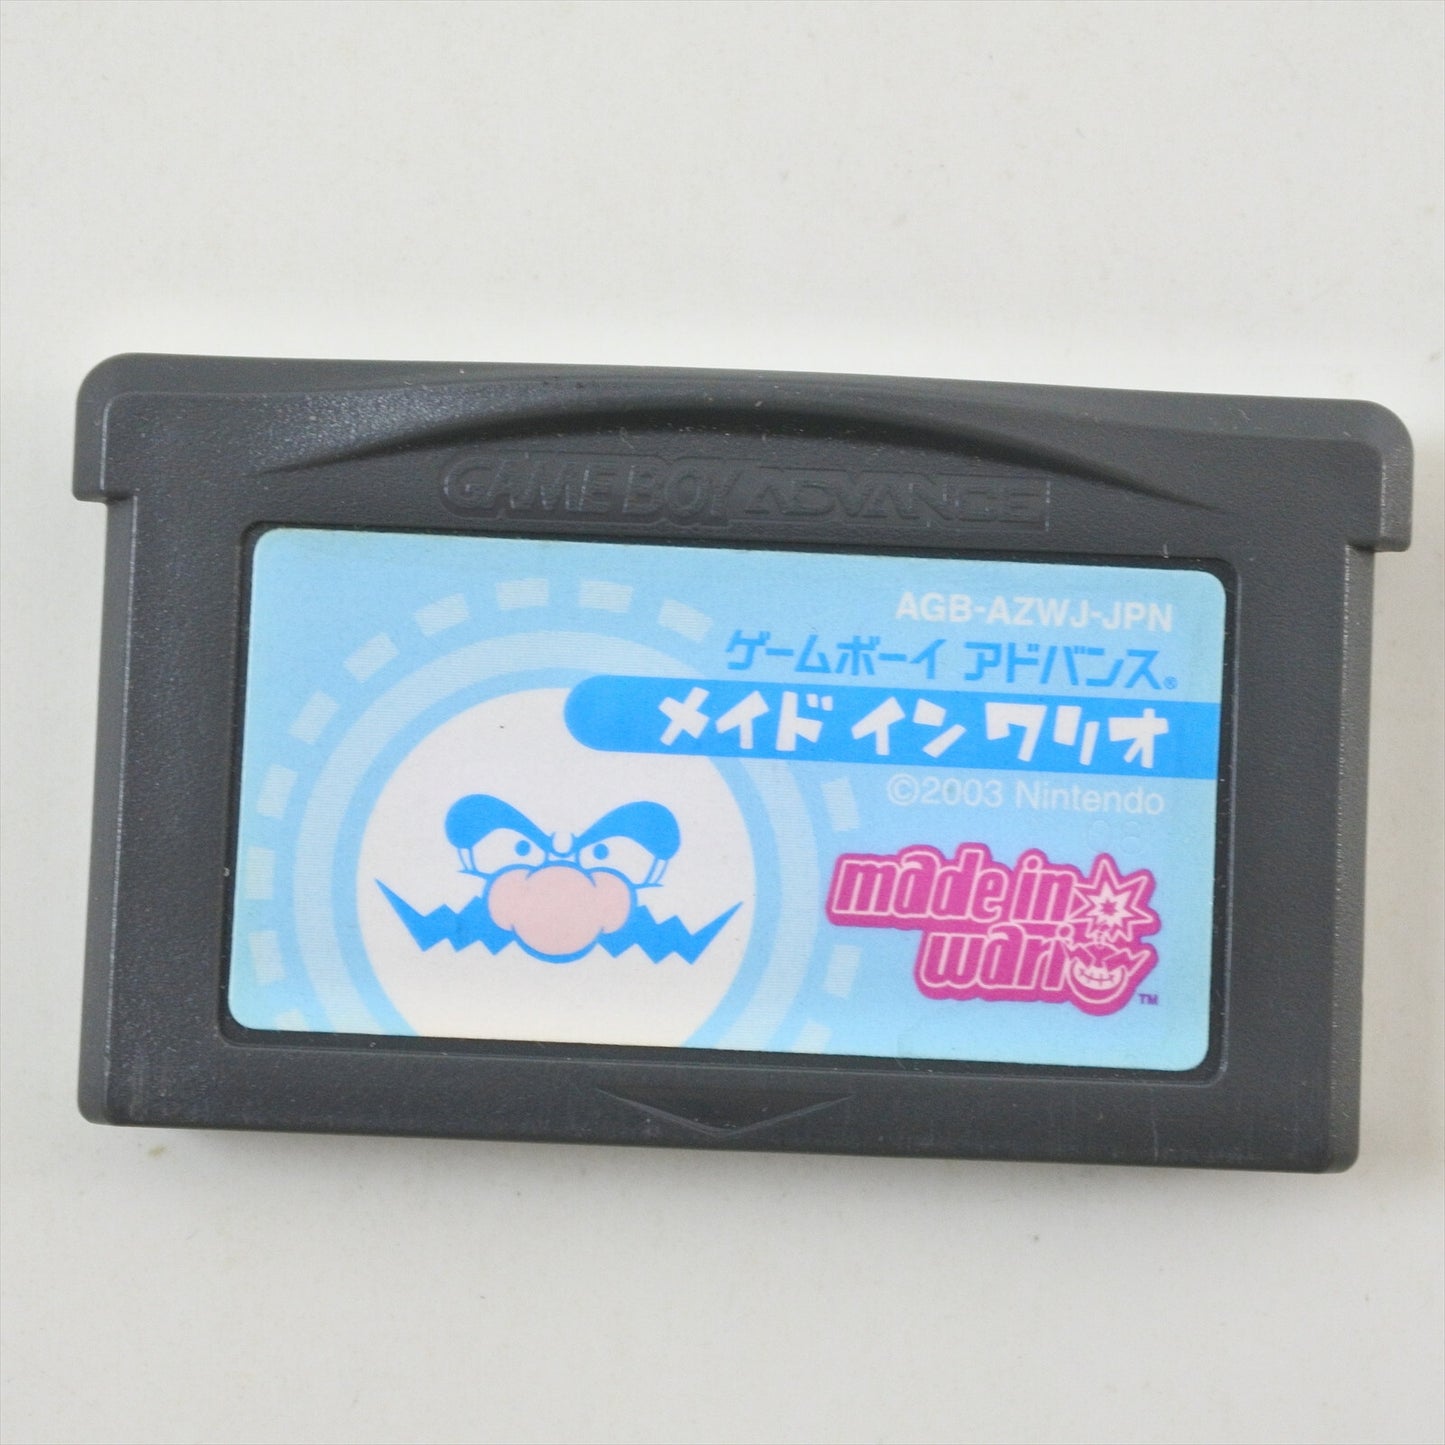 GAME BOY ADVANCE
AGB-AZWJ-JPN
ゲームボーイ アドバンス®
メイド イン ワリオ
©2003 Nintendo
made in
wario™